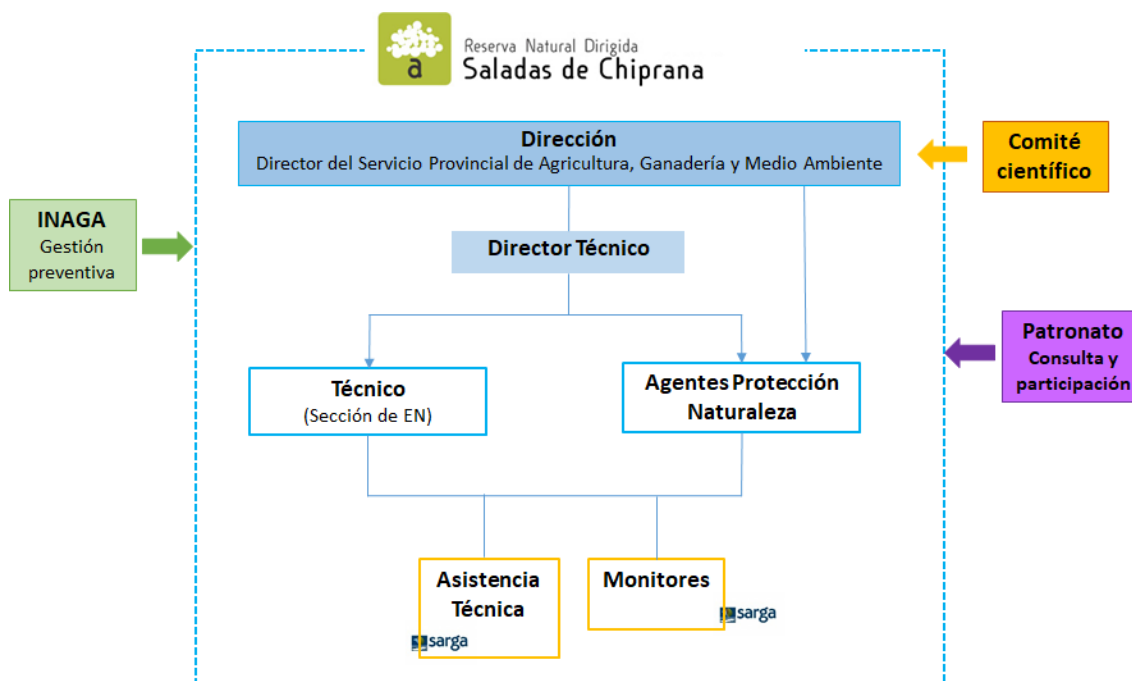 Reserva Natural Dirigida
a
Saladas de Chiprana
Dirección
Director del Servicio Provincial de Agricultura, Ganadería y Medio Ambiente
Comité
científico
INAGA
Gestión
preventiva
Director Técnico
Patronato
Consulta y
participación
Técnico
(Sección de EN)
Agentes Protección
Naturaleza
Asistencia
Técnica
sarga
Monitores
sarga